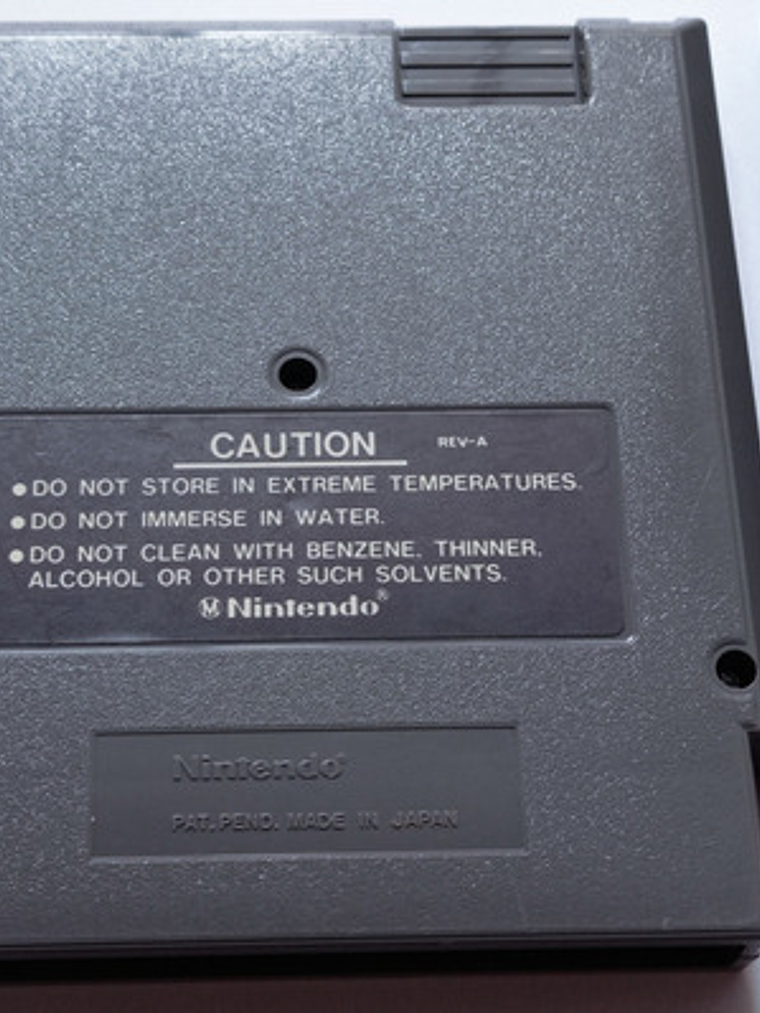 CAUTION REV-A
●DO NOT STORE IN EXTREME TEMPERATURES.
●DO NOT IMMERSE IN WATER.
●DO NOT CLEAN WITH BENZENE, THINNER,
ALCOHOL OR OTHER SUCH SOLVENTS.
Ⓜ Nintendo®
Nintendo®
PAT. PEND. MADE IN JAPAN